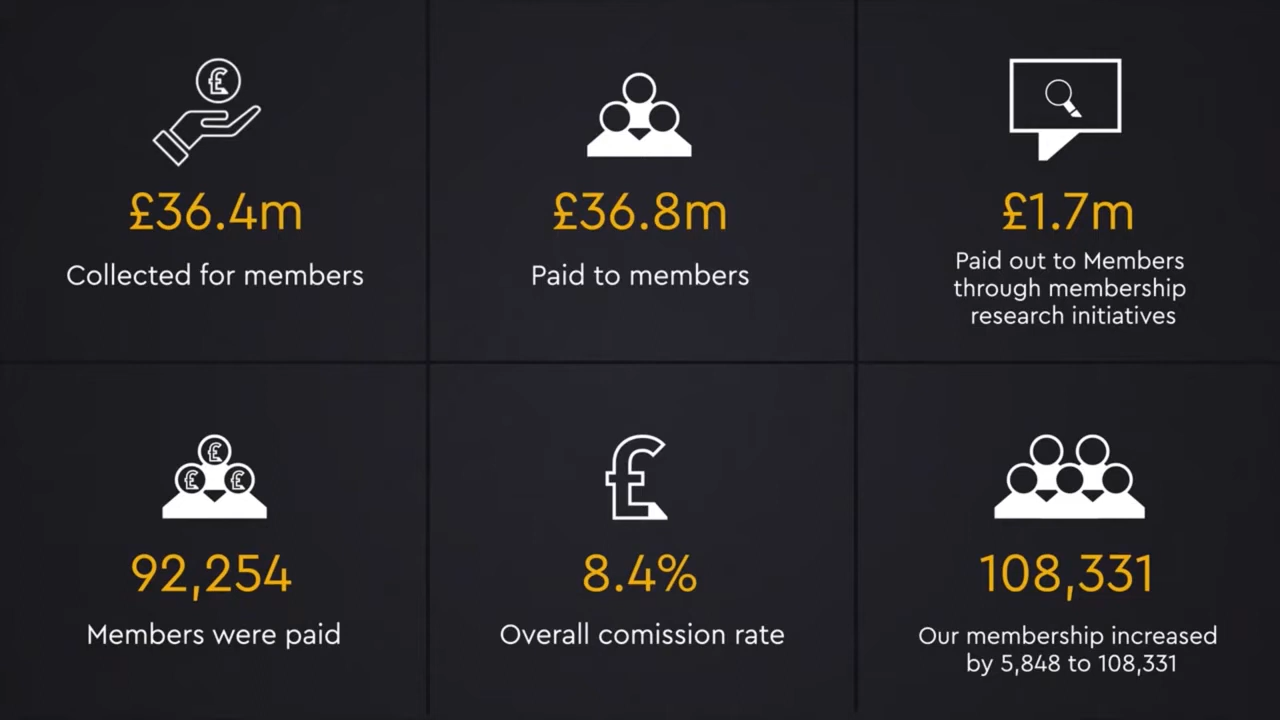 £36.4m
Collected for members
£36.8m
Paid to members
£1.7m
Paid out to Members
through membership
research initiatives
92,254
Members were paid
8.4%
Overall comission rate
108,331
Our membership increased
by 5,848 to 108,331